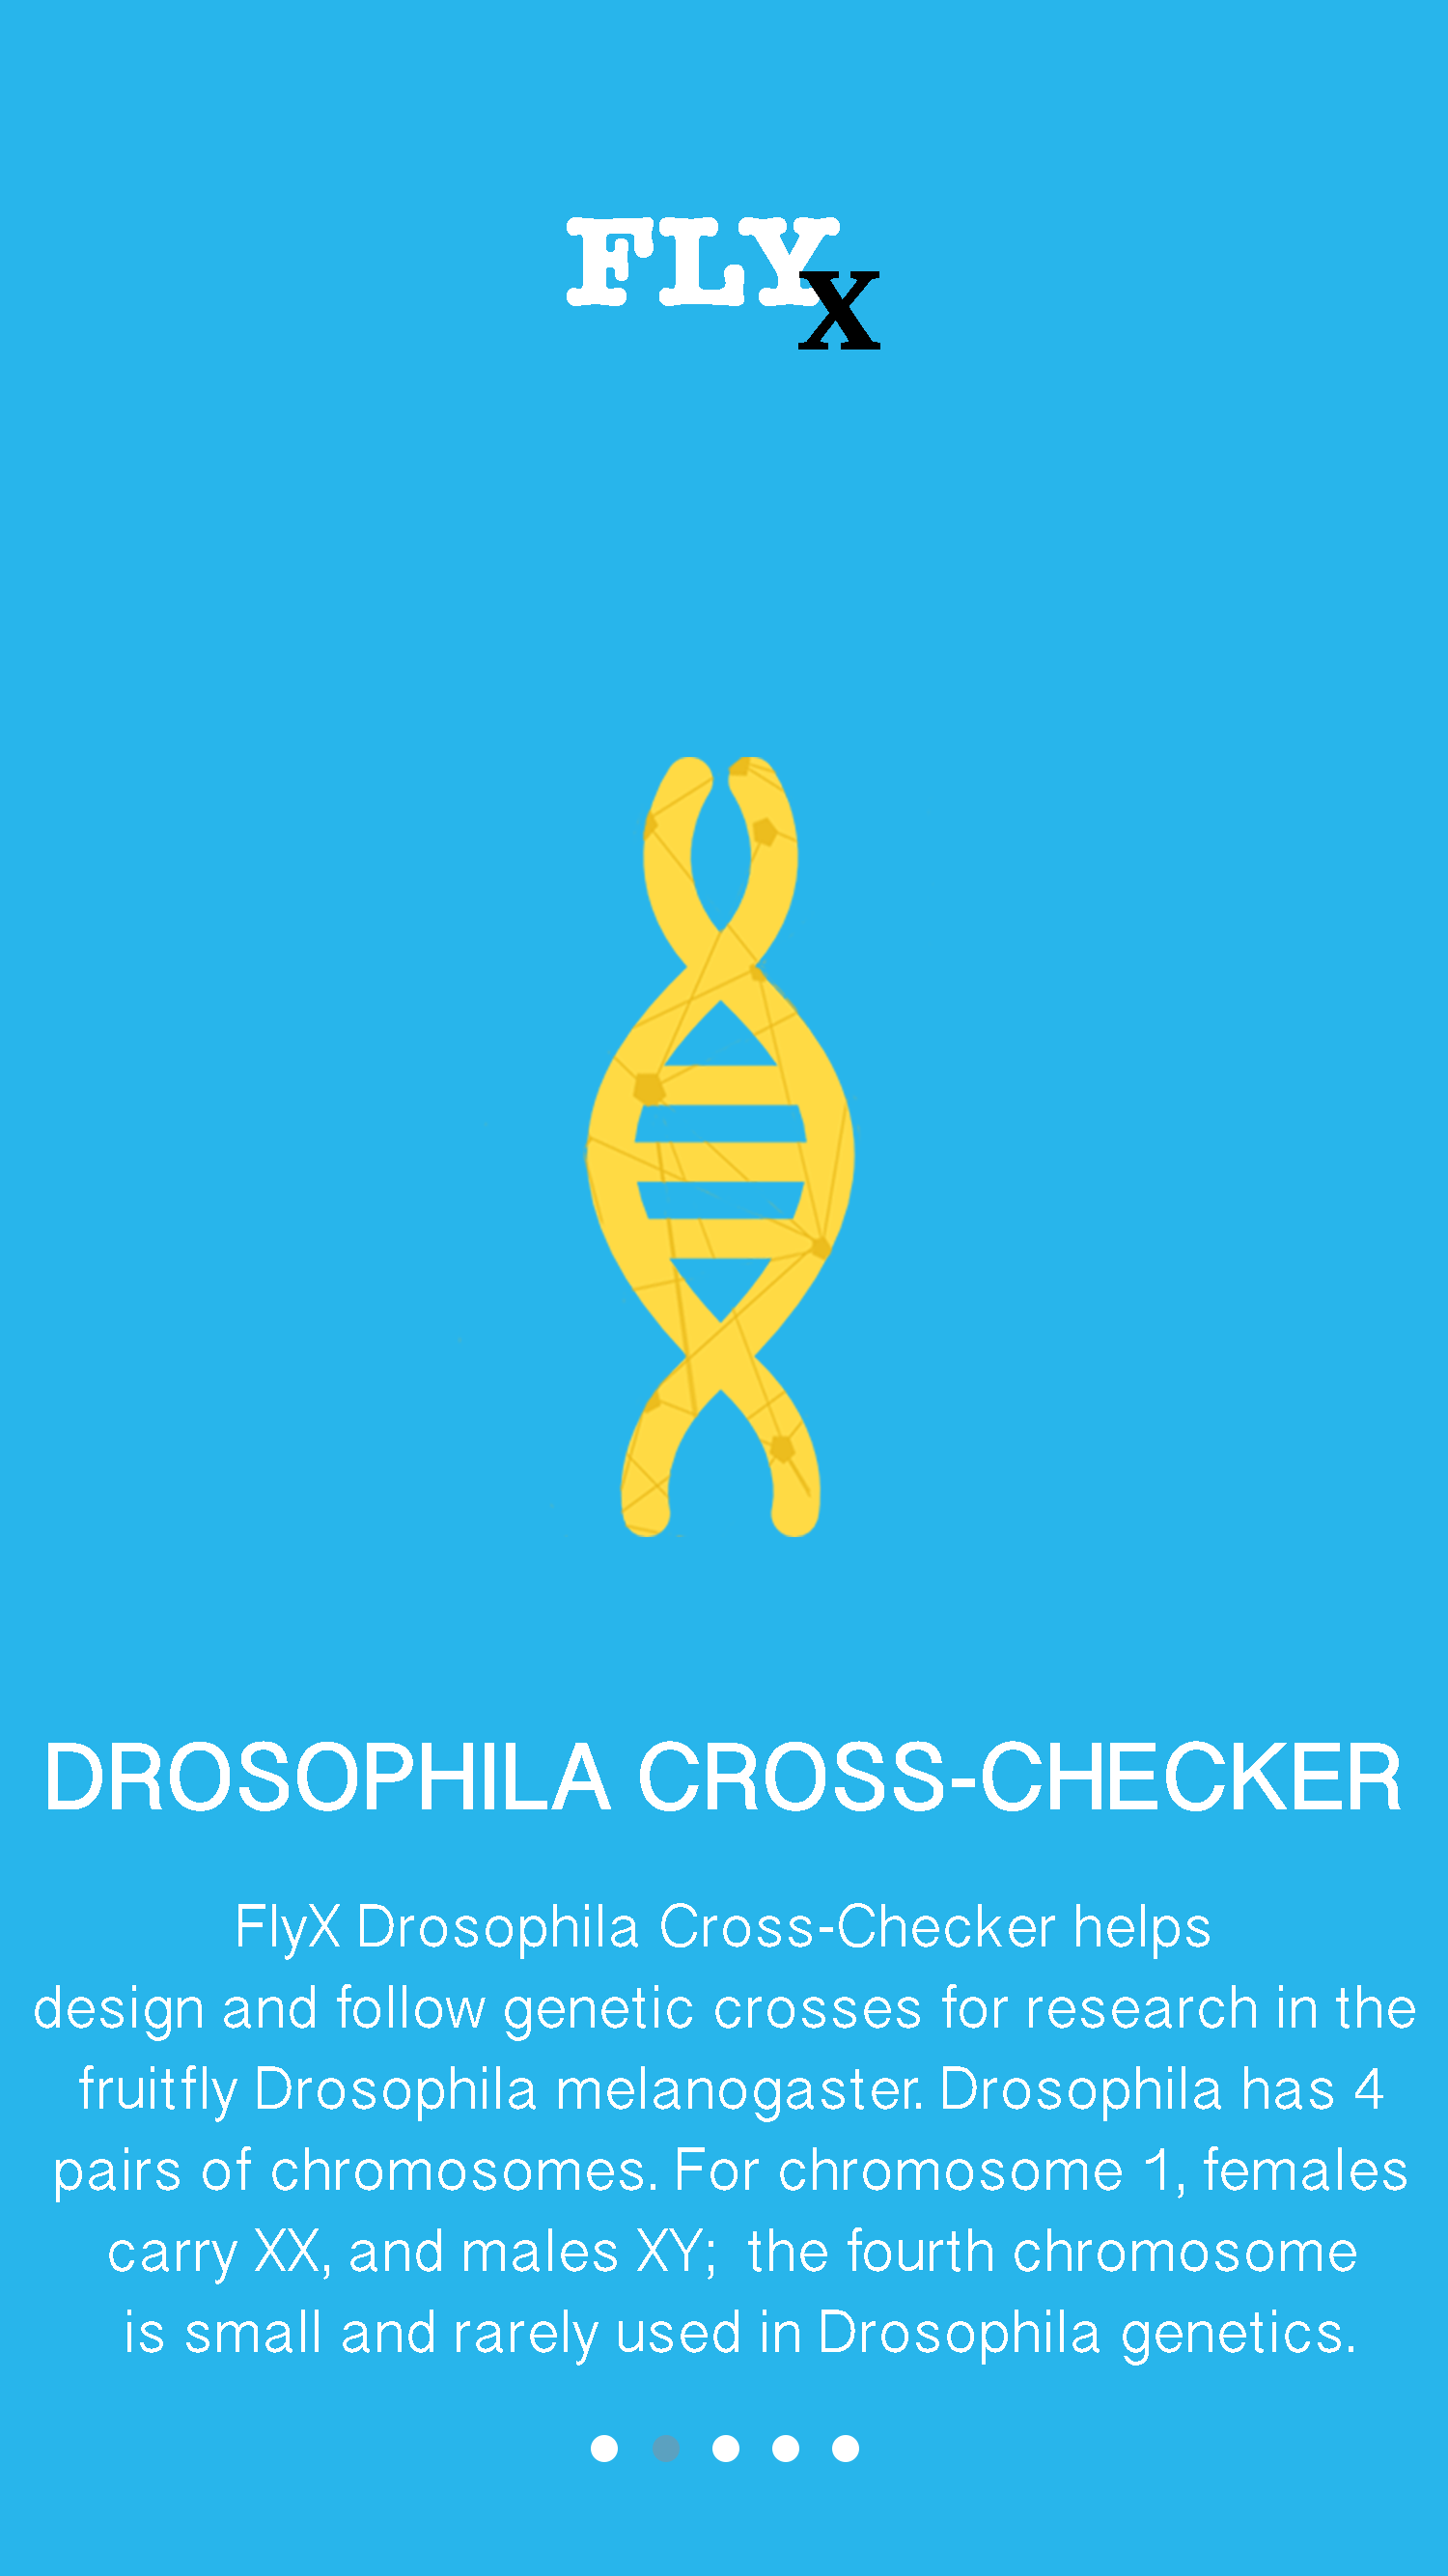 FLYX
DROSOPHILA CROSS-CHECKER
FlyX Drosophila Cross-Checker helps
design and follow genetic crosses for research in the
fruitfly Drosophila melanogaster. Drosophila has 4
pairs of chromosomes. For chromosome 1, females
carry XX, and males XY;  the fourth chromosome
is small and rarely used in Drosophila genetics.